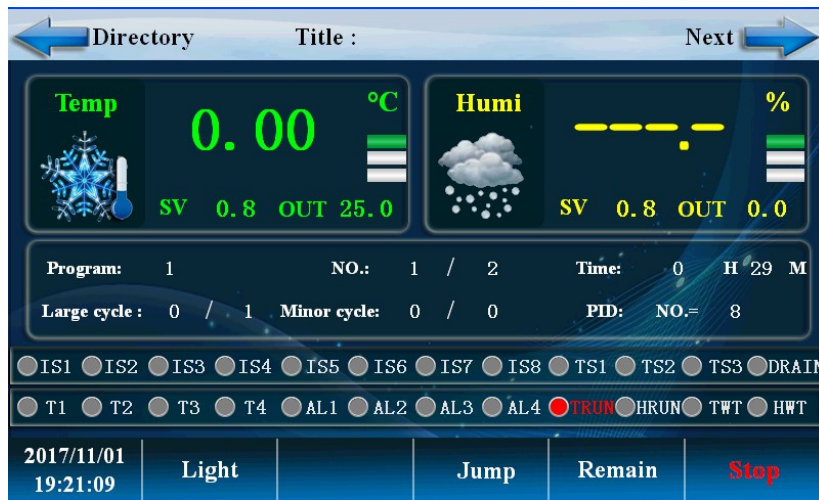 Directory Title : Next
Temp 0.00 °C
SV 0.8 OUT 25.0
Humi ---.- %
SV 0.8 OUT 0.0
Program: 1 NO.: 1 / 2 Time: 0 H 29 M
Large cycle : 0 / 1 Minor cycle: 0 / 0 PID: NO.= 8
IS1 IS2 IS3 IS4 IS5 IS6 IS7 IS8 TS1 TS2 TS3 DRAIN
T1 T2 T3 T4 AL1 AL2 AL3 AL4 TRUN HRUN TWT HWT
2017/11/01
19:21:09
Light Jump Remain Stop